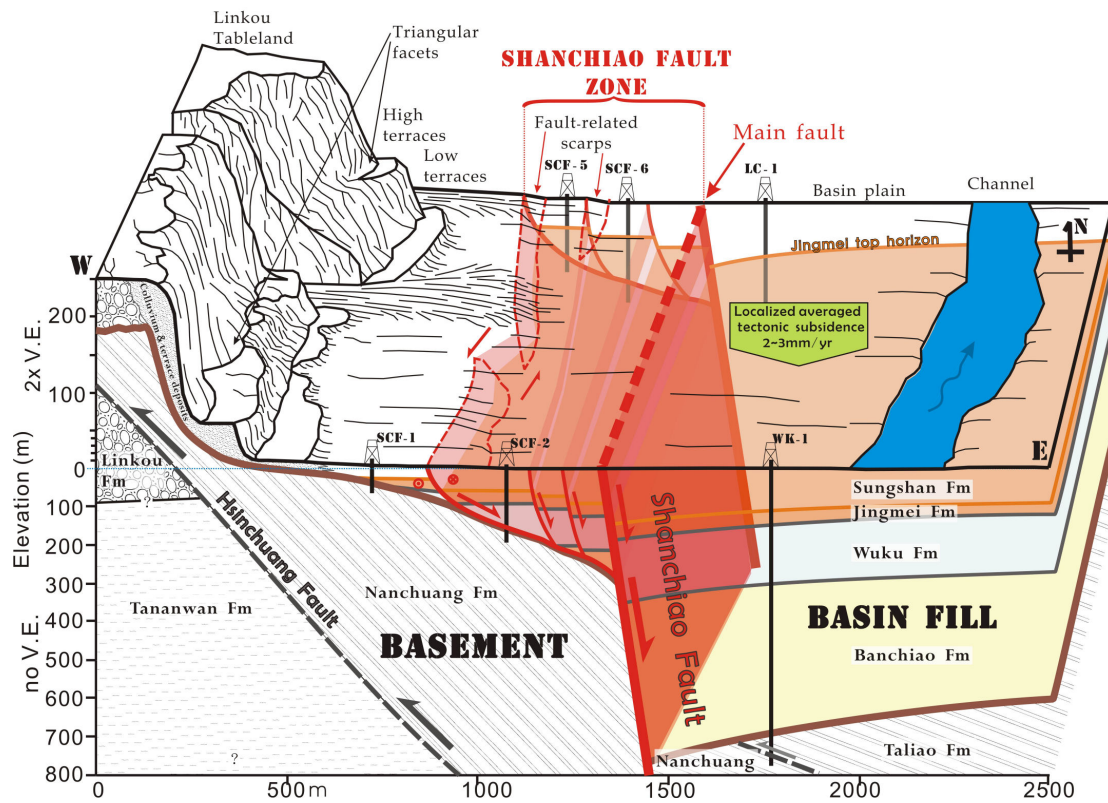 Linkou
Tableland
Triangular
facets
SHANCHIAO FAULT
ZONE
High
terraces
Low
terraces
Fault-related
scarps
Main fault
SCF-5
SCF-6
LC-1
Basin plain
Channel
N
Jingmei top horizon
W
Localized averaged
tectonic subsidence
2~3mm/yr
Colluvium & terrace deposits
2x V.E.
200
100
0
Elevation (m)
no V.E.
100
200
300
400
500
600
700
800
SCF-1
SCF-2
WK-1
E
Linkou
Fm
?
Hsinchuang Fault
Tananwan Fm
?
Nanchuang Fm
BASEMENT
Shanchiao Fault
Sungshan Fm
Jingmei Fm
Wuku Fm
BASIN FILL
Banchiao Fm
Nanchuang
Taliao Fm
0
500m
1000
1500
2000
2500